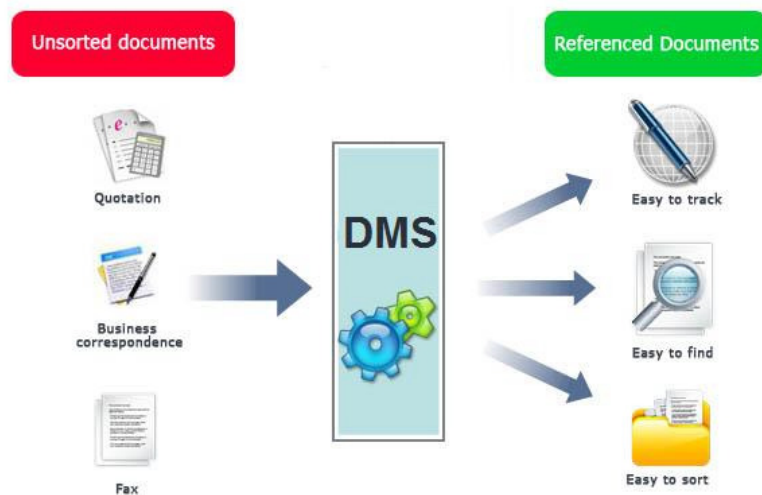 Unsorted documents
Referenced Documents
Quotation
Business
correspondence
Fax
DMS
Easy to track
Easy to find
Easy to sort